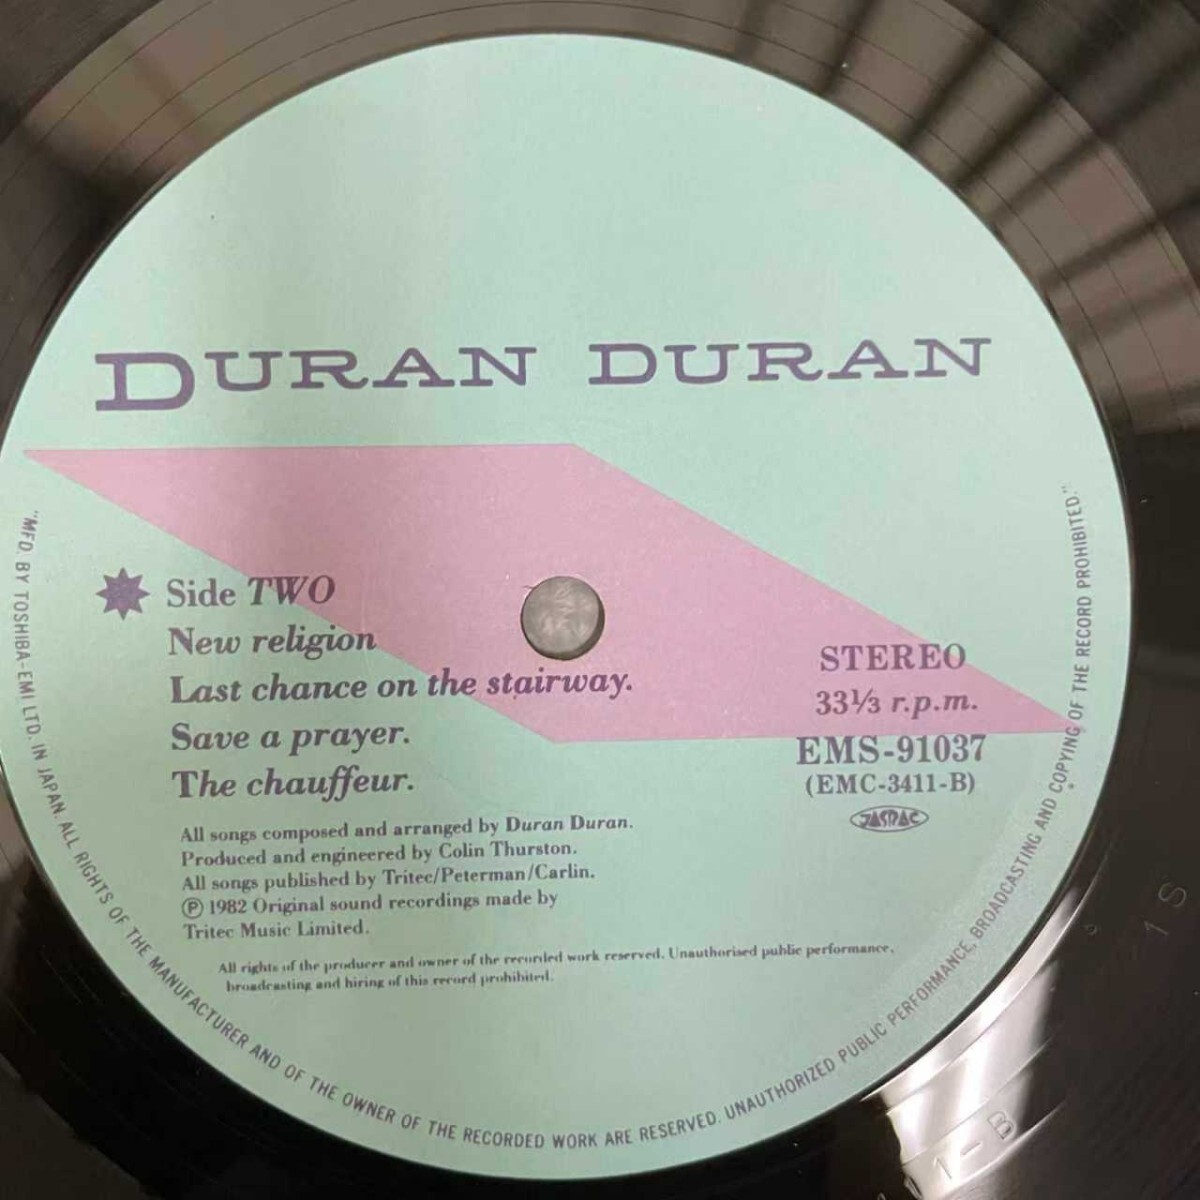 DURAN DURAN
Side TWO
New religion
Last chance on the stairway.
Save a prayer.
The chauffeur.
STEREO
33⅓ r.p.m.
EMS-91037
(EMC-3411-B)
JASRAC
All songs composed and arranged by Duran Duran.
Produced and engineered by Colin Thurston.
All songs published by Tritec/Peterman/Carlin.
Ⓟ 1982 Original sound recordings made by
Tritec Music Limited.
All rights of the producer and owner of the recorded work reserved. Unauthorised public performance,
broadcasting and hiring of this record prohibited.
"MFD. BY TOSHIBA-EMI LTD. IN JAPAN. ALL RIGHTS OF THE MANUFACTURER AND OF THE OWNER OF THE RECORDED WORK ARE RESERVED. UNAUTHORIZED PUBLIC PERFORMANCE, BROADCASTING AND COPYING OF THE RECORD PROHIBITED."
1S